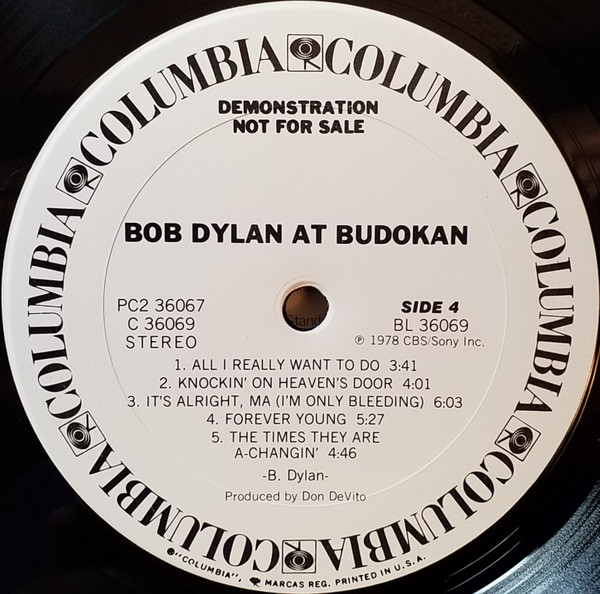 COLUMBIA COLUMBIA COLUMBIA COLUMBIA COLUMBIA COLUMBIA COLUMBIA COLUMBIA
DEMONSTRATION
NOT FOR SALE
BOB DYLAN AT BUDOKAN
PC2 36067
C 36069
STEREO
SIDE 4
BL 36069
℗ 1978 CBS/Sony Inc.
1. ALL I REALLY WANT TO DO 3:41
2. KNOCKIN' ON HEAVEN'S DOOR 4:01
3. IT'S ALRIGHT, MA (I'M ONLY BLEEDING) 6:03
4. FOREVER YOUNG 5:27
5. THE TIMES THEY ARE
A-CHANGIN' 4:46
-B. Dylan-
Produced by Don DeVito
® "COLUMBIA", MARCAS REG. PRINTED IN U.S.A.